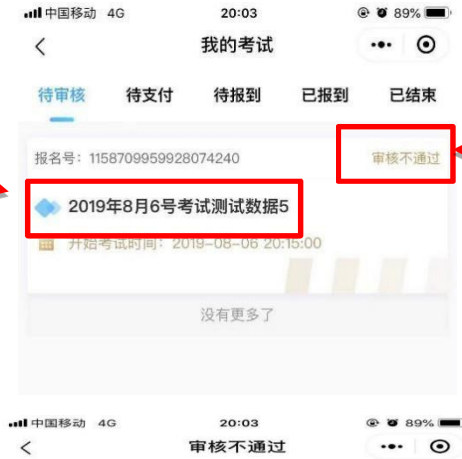 中国移动 4G 20:03 89%
我的考试
待审核 待支付 待报到 已报到 已结束
报名号：1158709959928074240 审核不通过
2019年8月6号考试测试数据5
开始考试时间：2019-08-06 20:15:00
没有更多了
中国移动 4G 20:03 89%
审核不通过